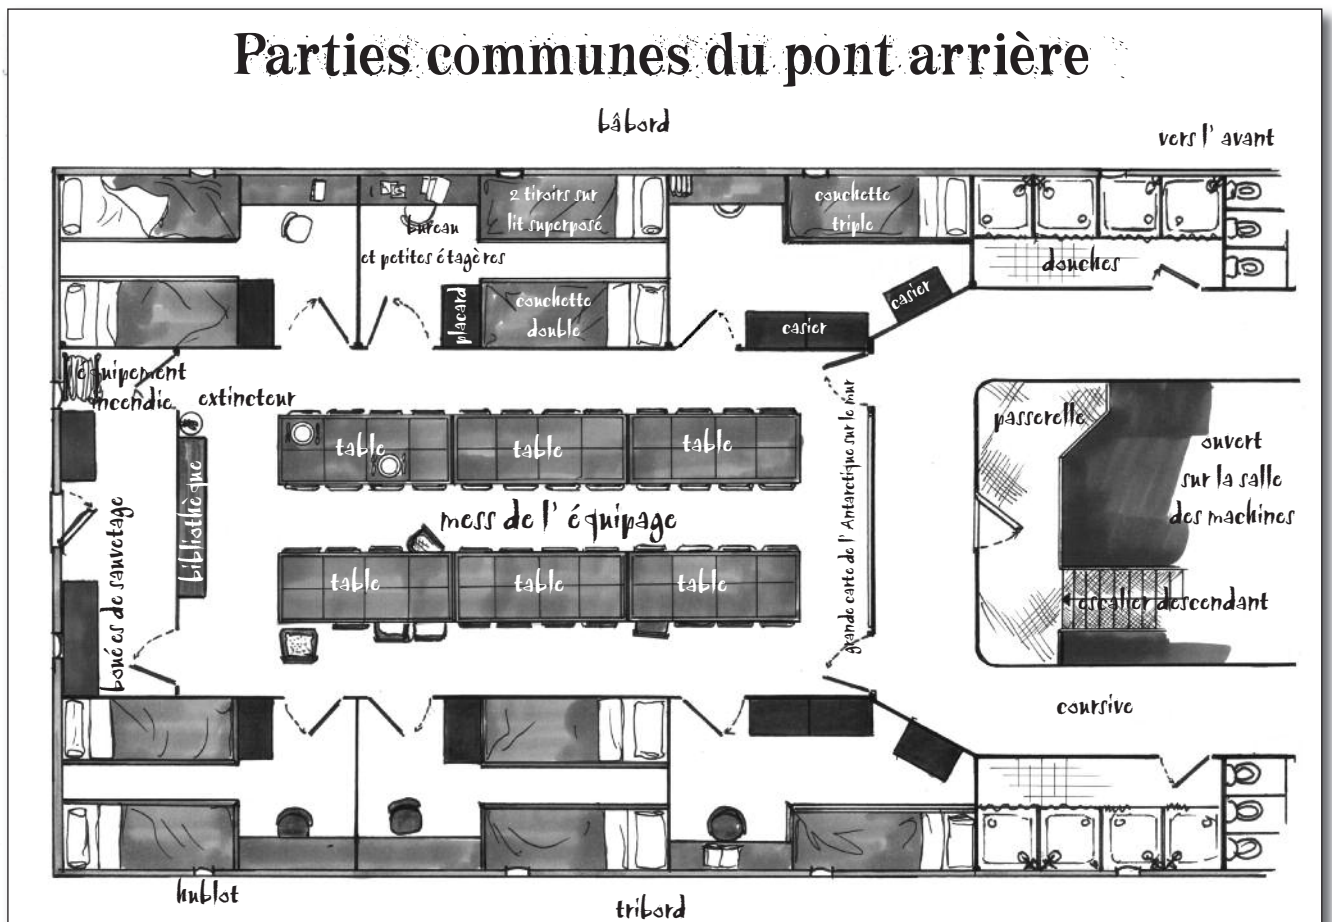 Parties communes du pont arrière
bâbord
vers l'avant
2 tiroirs sur
lit superposé
couchette
triple
bureau
et petites étagères
douches
placard
couchette
double
casier
casier
équipement
incendie
extincteur
table
table
table
passerelle
ouvert
sur la salle
des machines
bibliothèque
mess de l'équipage
grande carte de l'Antarctique sur le mur
boués de sauvetage
table
table
table
escalier descendant
coursive
hublot
tribord